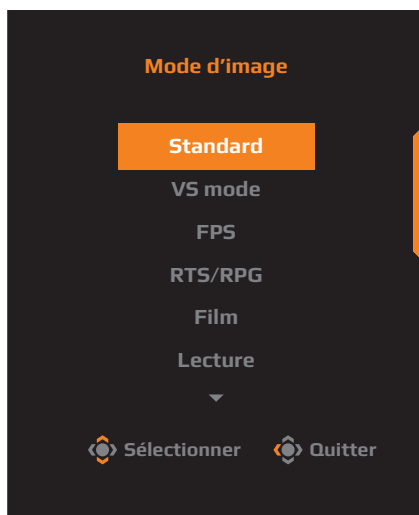 Mode d’image
Standard
VS mode
FPS
RTS/RPG
Film
Lecture
Sélectionner Quitter